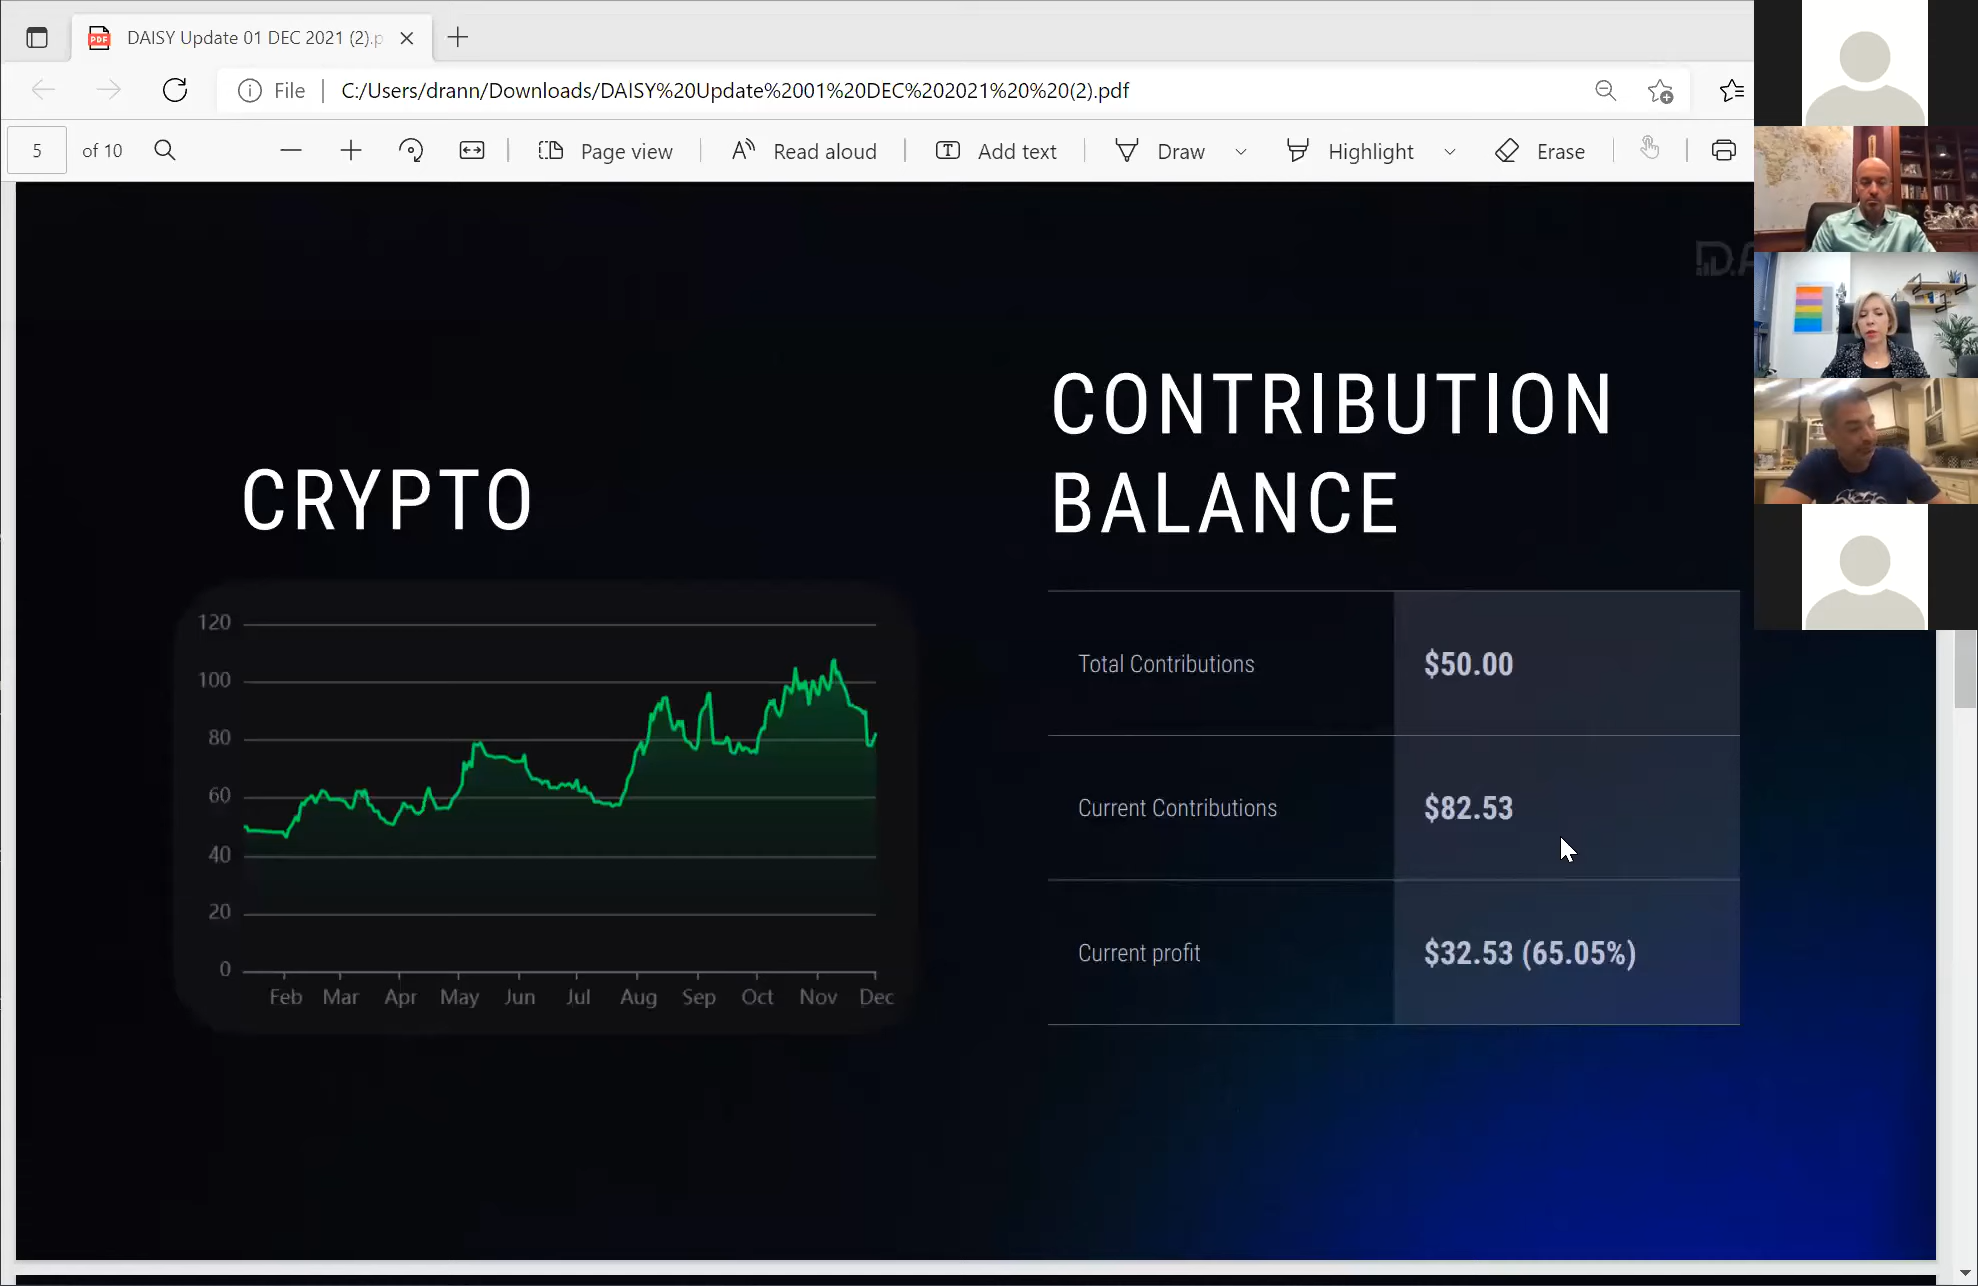 DAISY Update 01 DEC 2021 (2).p
File
C:/Users/drann/Downloads/DAISY%20Update%2001%20DEC%202021%20%20(2).pdf
5 of 10
Page view
Read aloud
Add text
Draw
Highlight
Erase
D.A
CRYPTO
CONTRIBUTION
BALANCE
120
100
80
60
40
20
0
Feb Mar Apr May Jun Jul Aug Sep Oct Nov Dec
Total Contributions $50.00
Current Contributions $82.53
Current profit $32.53 (65.05%)